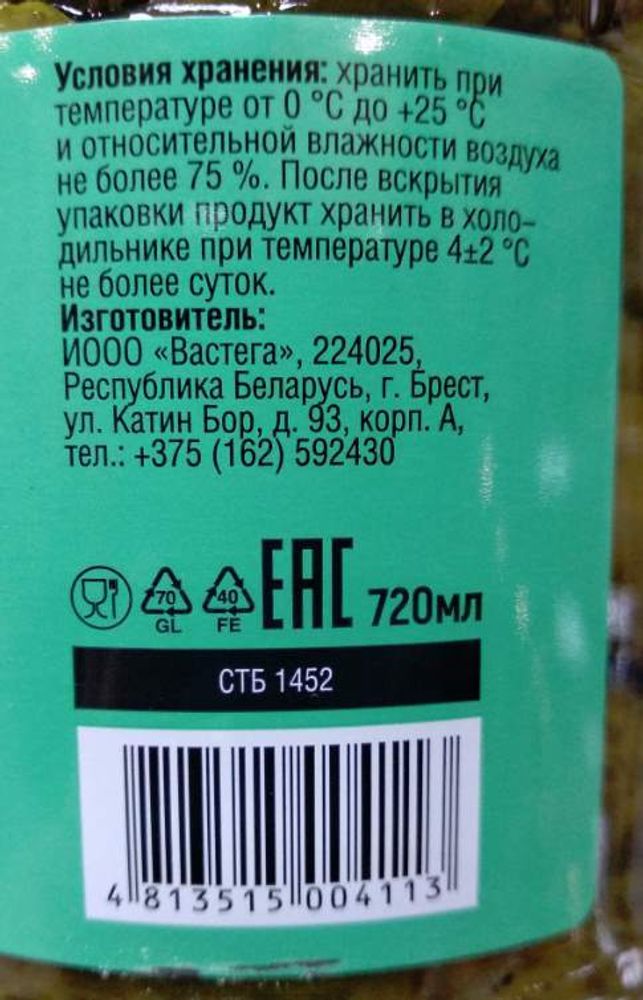 Условия хранения: хранить при
температуре от 0 °С до +25 °С
и относительной влажности воздуха
не более 75 %. После вскрытия
упаковки продукт хранить в холо-
дильнике при температуре 4±2 °С
не более суток.
Изготовитель:
ИООО «Вастега», 224025,
Республика Беларусь, г. Брест,
ул. Катин Бор, д. 93, корп. А,
тел.: +375 (162) 592430
70 40 EAC 720мл
GL FE
СТБ 1452
4 813515 004113